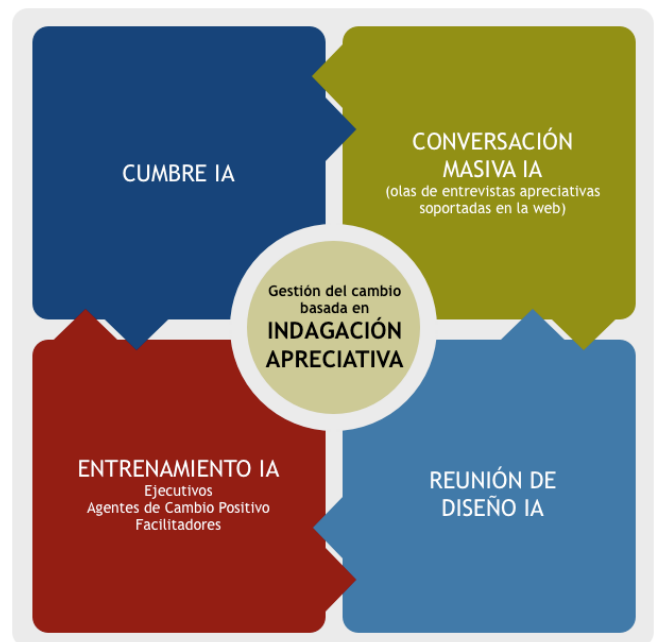 CUMBRE IA
CONVERSACIÓN
MASIVA IA
(olas de entrevistas apreciativas
soportadas en la web)
Gestión del cambio
basada en
INDAGACIÓN
APRECIATIVA
ENTRENAMIENTO IA
Ejecutivos
Agentes de Cambio Positivo
Facilitadores
REUNIÓN DE
DISEÑO IA